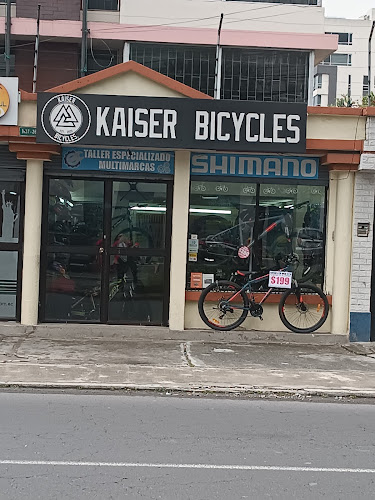 KAISER
BICYCLES
KAISER BICYCLES
TALLER ESPECIALIZADO
MULTIMARCAS
SHIMANO
$199